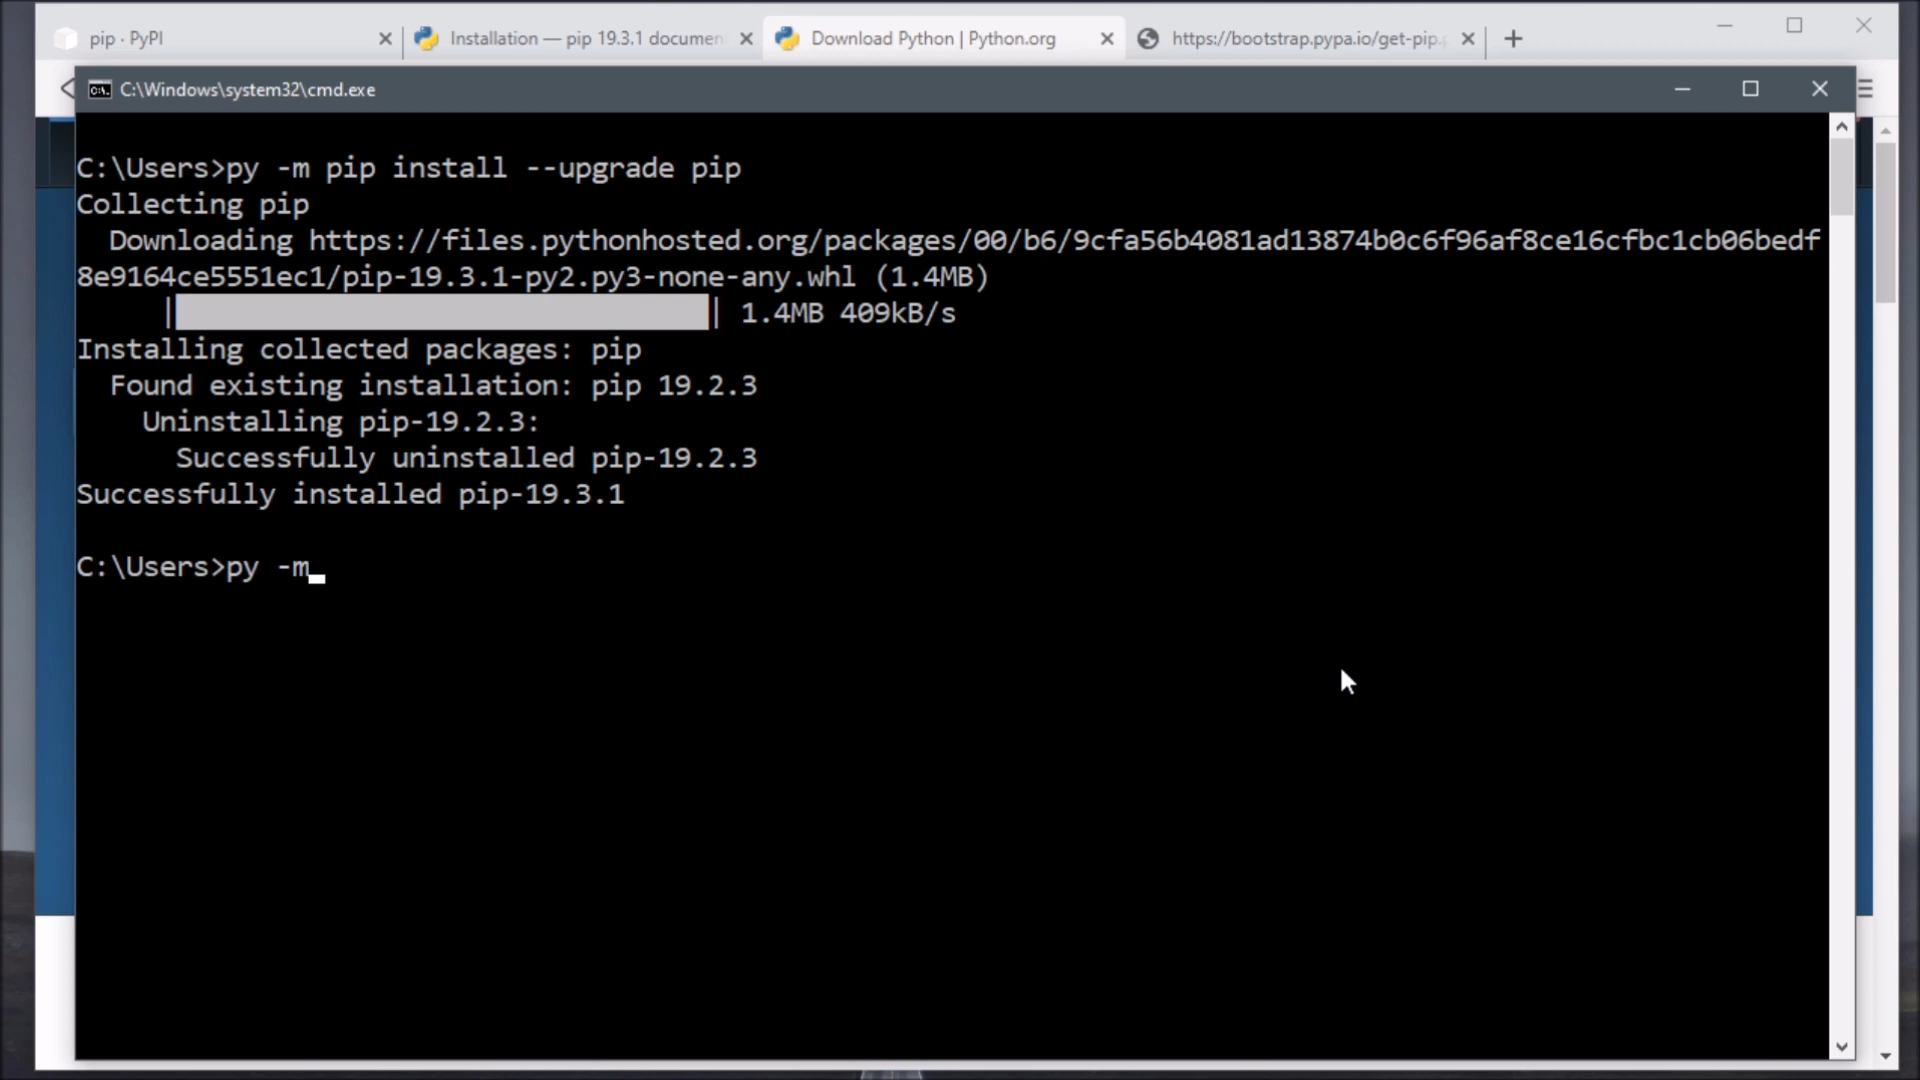 pip · PyPI
Installation — pip 19.3.1 documen
Download Python | Python.org
https://bootstrap.pypa.io/get-pip.
C:\Windows\system32\cmd.exe
C:\Users>py -m pip install --upgrade pip
Collecting pip
Downloading https://files.pythonhosted.org/packages/00/b6/9cfa56b4081ad13874b0c6f96af8ce16cfbc1cb06bedf
8e9164ce5551ec1/pip-19.3.1-py2.py3-none-any.whl (1.4MB)
| | 1.4MB 409kB/s
Installing collected packages: pip
Found existing installation: pip 19.2.3
Uninstalling pip-19.2.3:
Successfully uninstalled pip-19.2.3
Successfully installed pip-19.3.1
C:\Users>py -m_